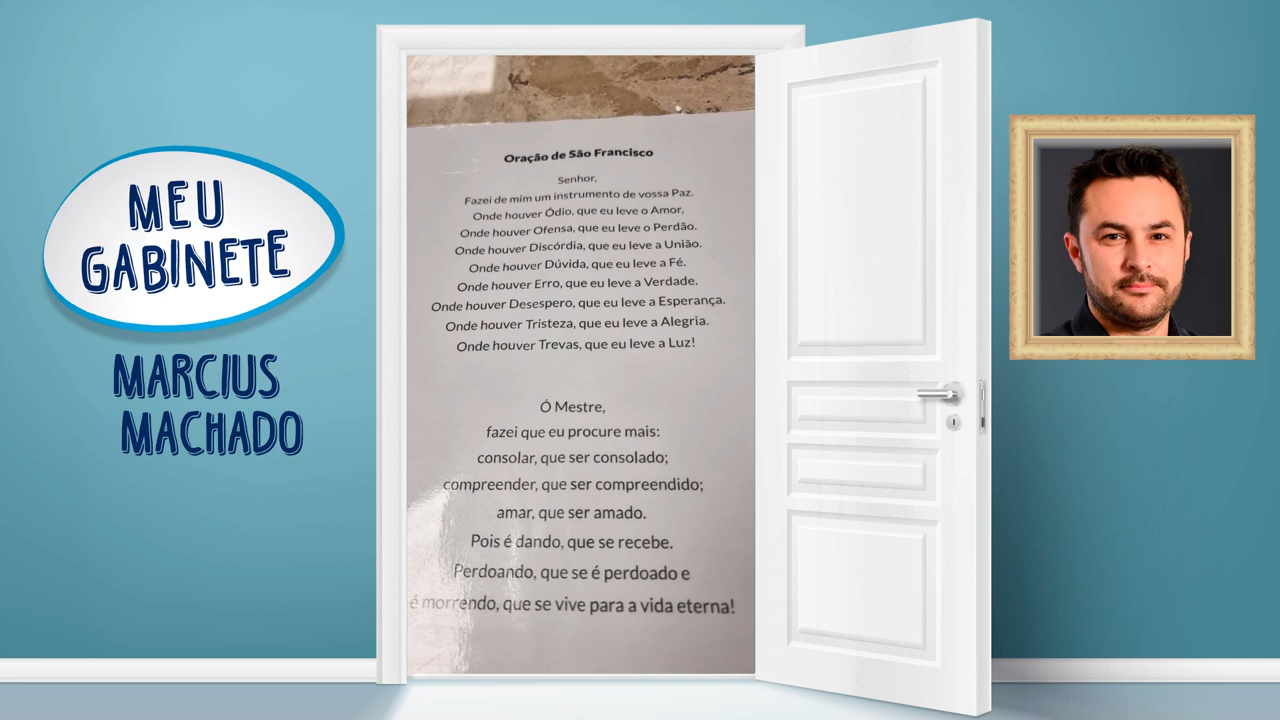 MEU
GABINETE
MARCIUS
MACHADO
Oração de São Francisco
Senhor,
Fazei de mim um instrumento de vossa Paz.
Onde houver Ódio, que eu leve o Amor,
Onde houver Ofensa, que eu leve o Perdão.
Onde houver Discórdia, que eu leve a União.
Onde houver Dúvida, que eu leve a Fé.
Onde houver Erro, que eu leve a Verdade.
Onde houver Desespero, que eu leve a Esperança.
Onde houver Tristeza, que eu leve a Alegria.
Onde houver Trevas, que eu leve a Luz!
Ó Mestre,
fazei que eu procure mais:
consolar, que ser consolado;
compreender, que ser compreendido;
amar, que ser amado.
Pois é dando, que se recebe.
Perdoando, que se é perdoado e
é morrendo, que se vive para a vida eterna!